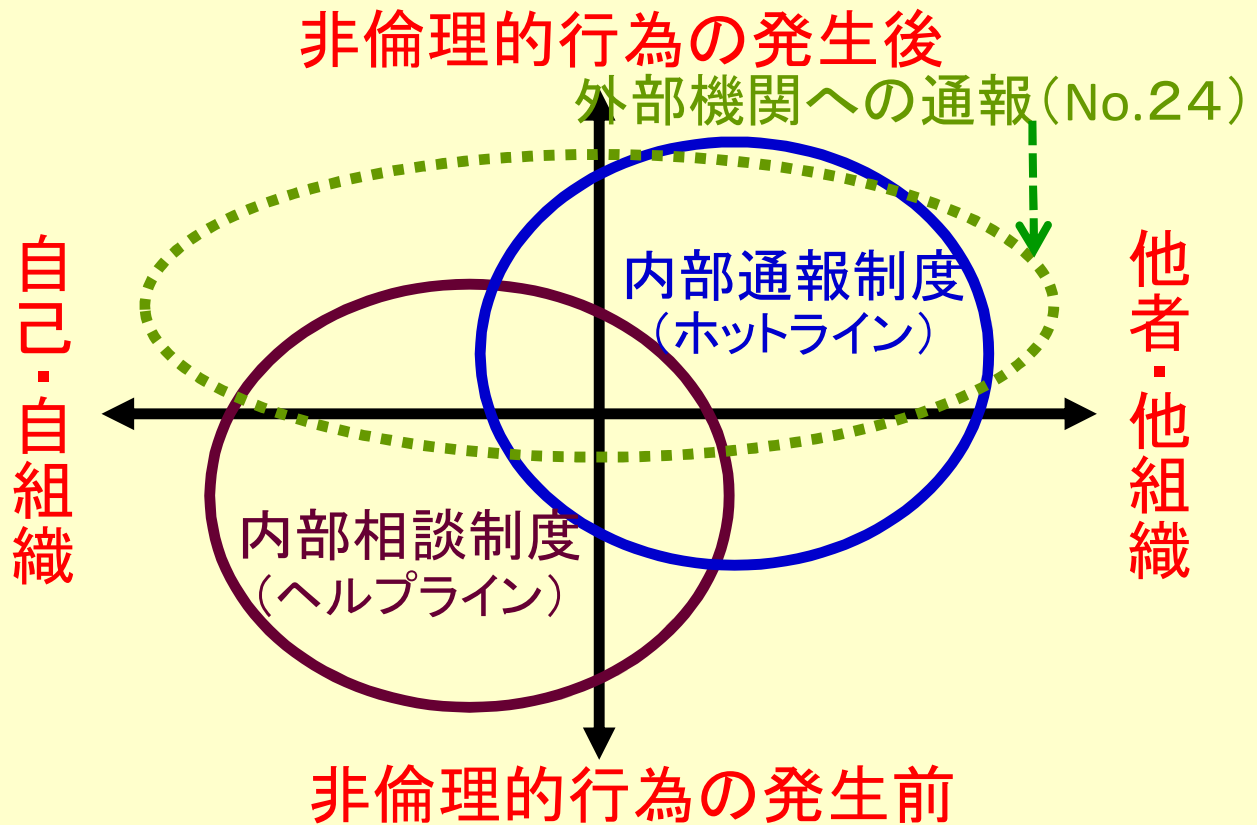 非倫理的行為の発生後
外部機関への通報(No.24)
自己・自組織
他者・他組織
内部通報制度
(ホットライン)
内部相談制度
(ヘルプライン)
非倫理的行為の発生前